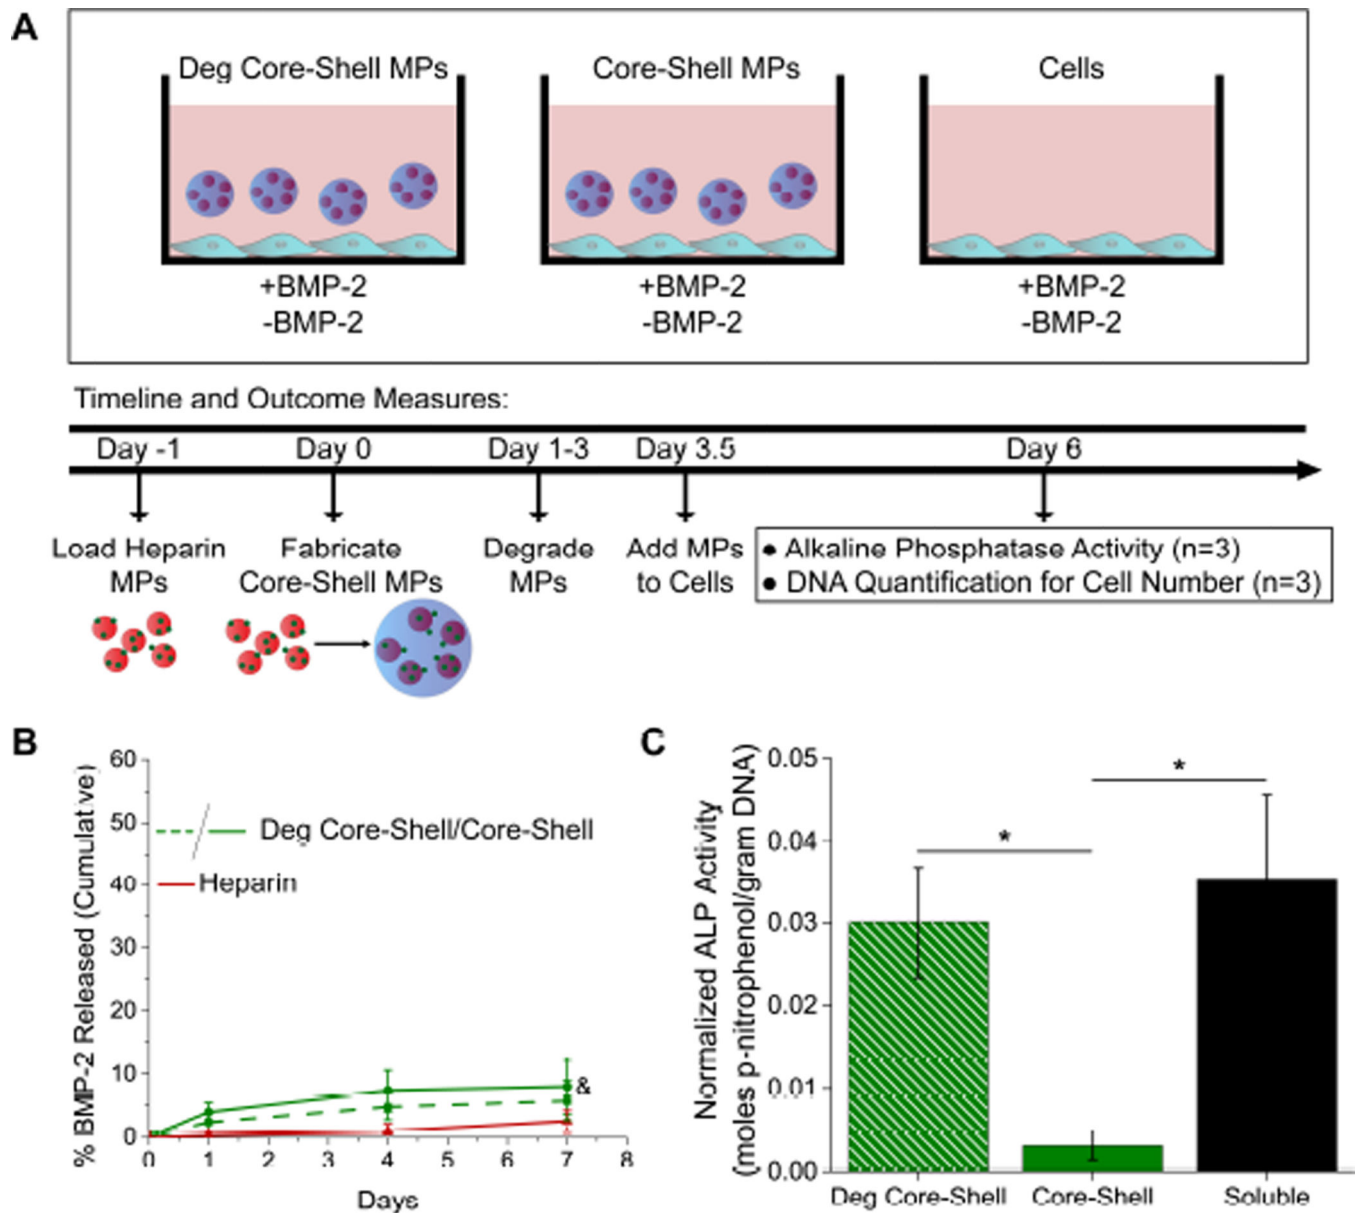 A
Deg Core-Shell MPs
Core-Shell MPs
Cells
+BMP-2
-BMP-2
+BMP-2
-BMP-2
+BMP-2
-BMP-2
Timeline and Outcome Measures:
Day -1
Day 0
Day 1-3
Day 3.5
Day 6
Load Heparin
MPs
Fabricate
Core-Shell MPs
Degrade
MPs
Add MPs
to Cells
Alkaline Phosphatase Activity (n=3)
DNA Quantification for Cell Number (n=3)
B
% BMP-2 Released (Cumulative)
60
50
40
30
20
10
0
Deg Core-Shell/Core-Shell
Heparin
&
0 1 2 3 4 5 6 7 8
Days
C
Normalized ALP Activity
(moles p-nitrophenol/gram DNA)
0.05
0.04
0.03
0.02
0.01
0.00
*
*
Deg Core-Shell
Core-Shell
Soluble